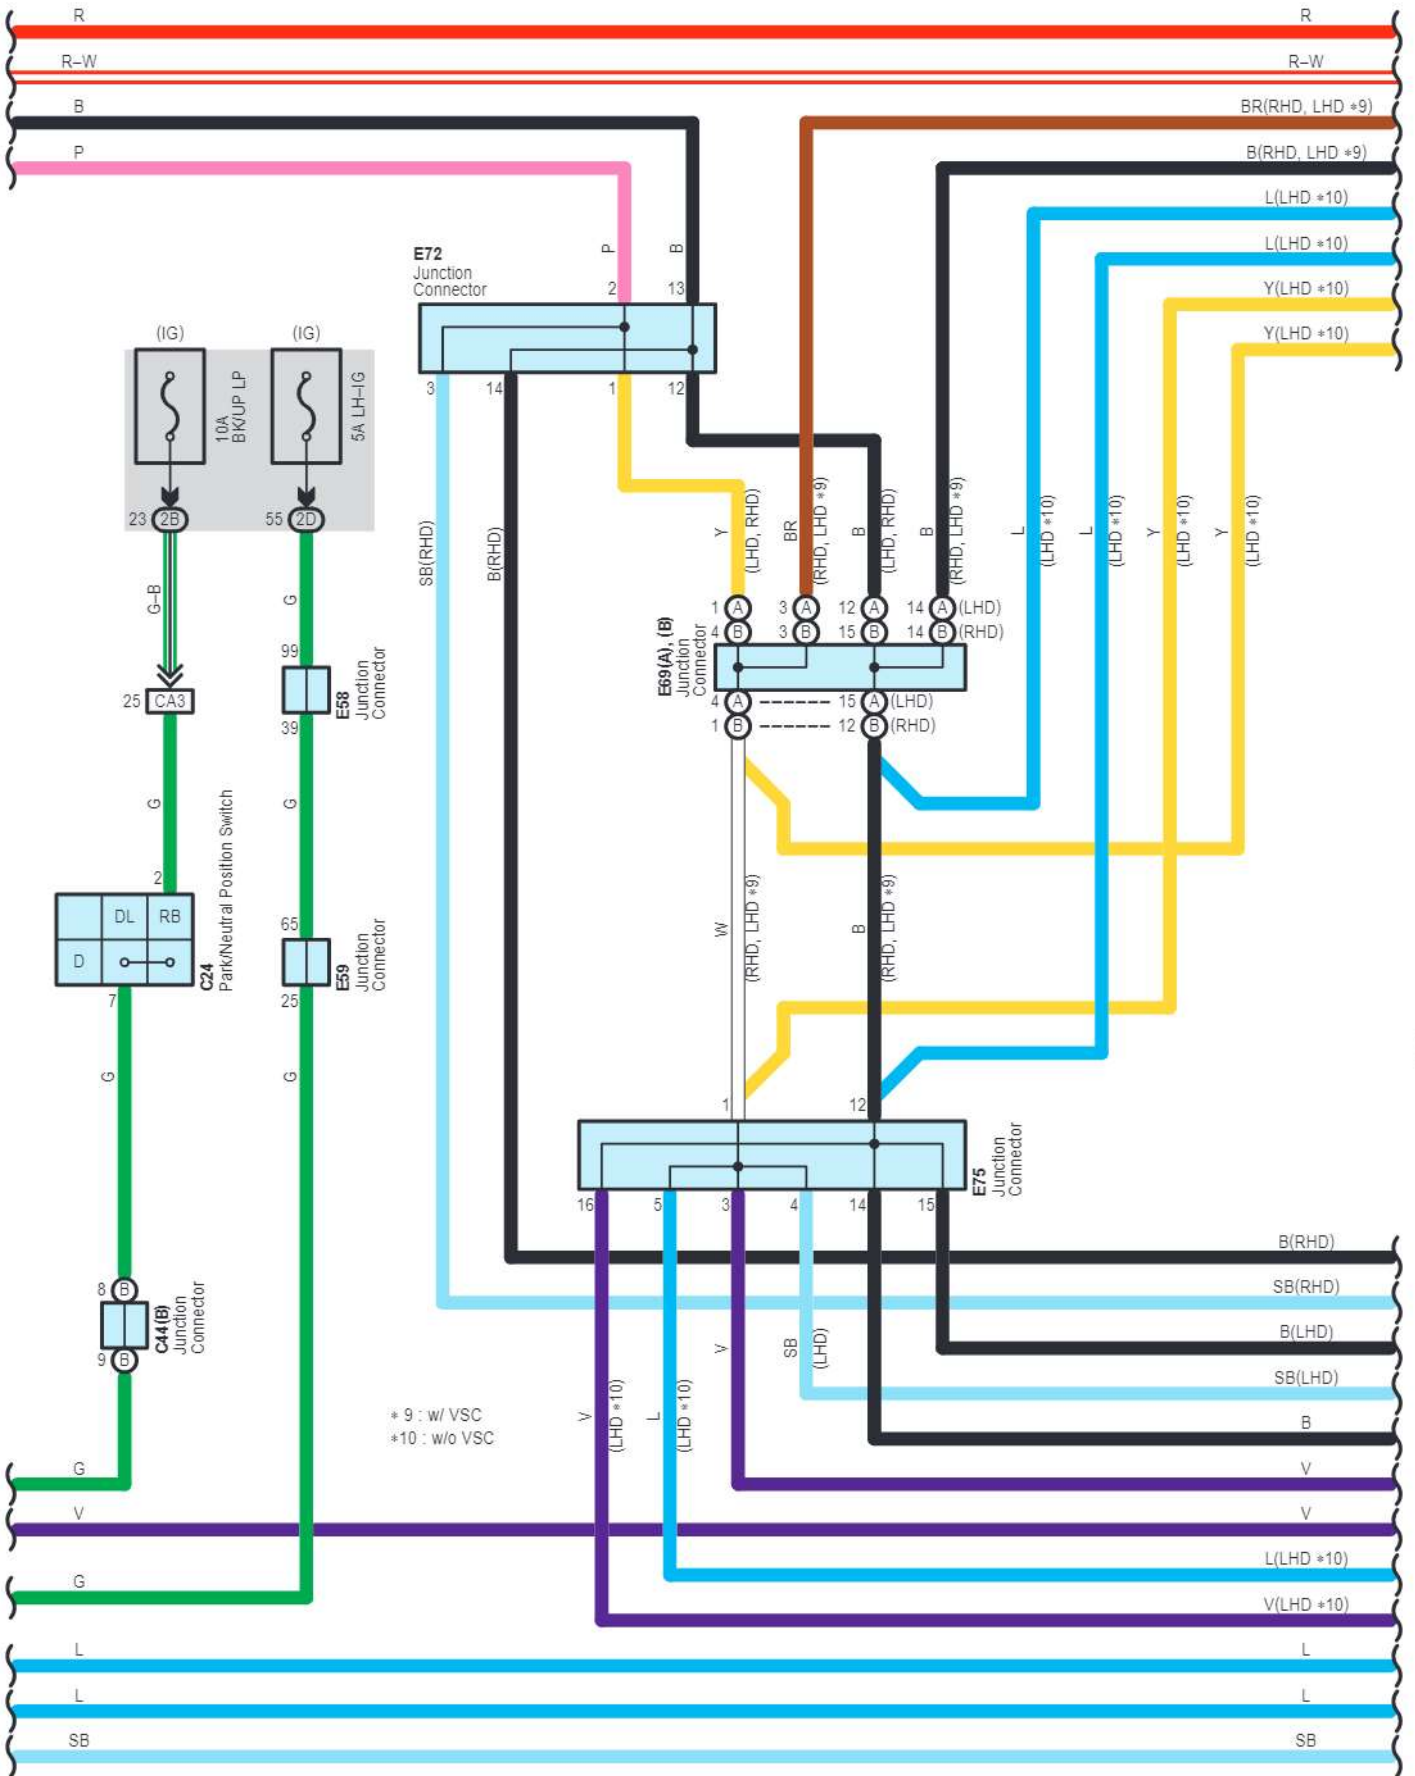 R R
R–W R–W
B BR(RHD, LHD *9)
P B(RHD, LHD *9)
L(LHD *10)
L(LHD *10)
Y(LHD *10)
Y(LHD *10)
E72
Junction
Connector
P
B
2 13
3 14 1 12
(IG) (IG)
10A
BK/UP LP
5A LH–IG
23 2B 55 2D
SB(RHD)
B(RHD)
Y
(LHD, RHD)
BR
(RHD, LHD *9)
B
(LHD, RHD)
B
(RHD, LHD *9)
L
(LHD *10)
L
(LHD *10)
Y
(LHD *10)
Y
(LHD *10)
G–B
G
1 A 3 A 12 A 14 A (LHD)
4 B 3 B 15 B 14 B (RHD)
E69(A), (B)
Junction
Connector
4 A 15 A (LHD)
1 B 12 B (RHD)
99
E58
Junction
Connector
39
25 CA3
G
G
2
DL RB
D
C24
Park/Neutral Position Switch
7
65
E59
Junction
Connector
25
G
G
W
(RHD, LHD *9)
B
(RHD, LHD *9)
1 12
E75
Junction
Connector
16 5 3 4 14 15
B(RHD)
SB(RHD)
B(LHD)
SB(LHD)
B
8 B
C44(B)
Junction
Connector
9 B
V
SB
(LHD)
V
(LHD *10)
L
(LHD *10)
* 9 : w/ VSC
*10 : w/o VSC
G V
V V
L(LHD *10)
G V(LHD *10)
L L
L L
SB SB